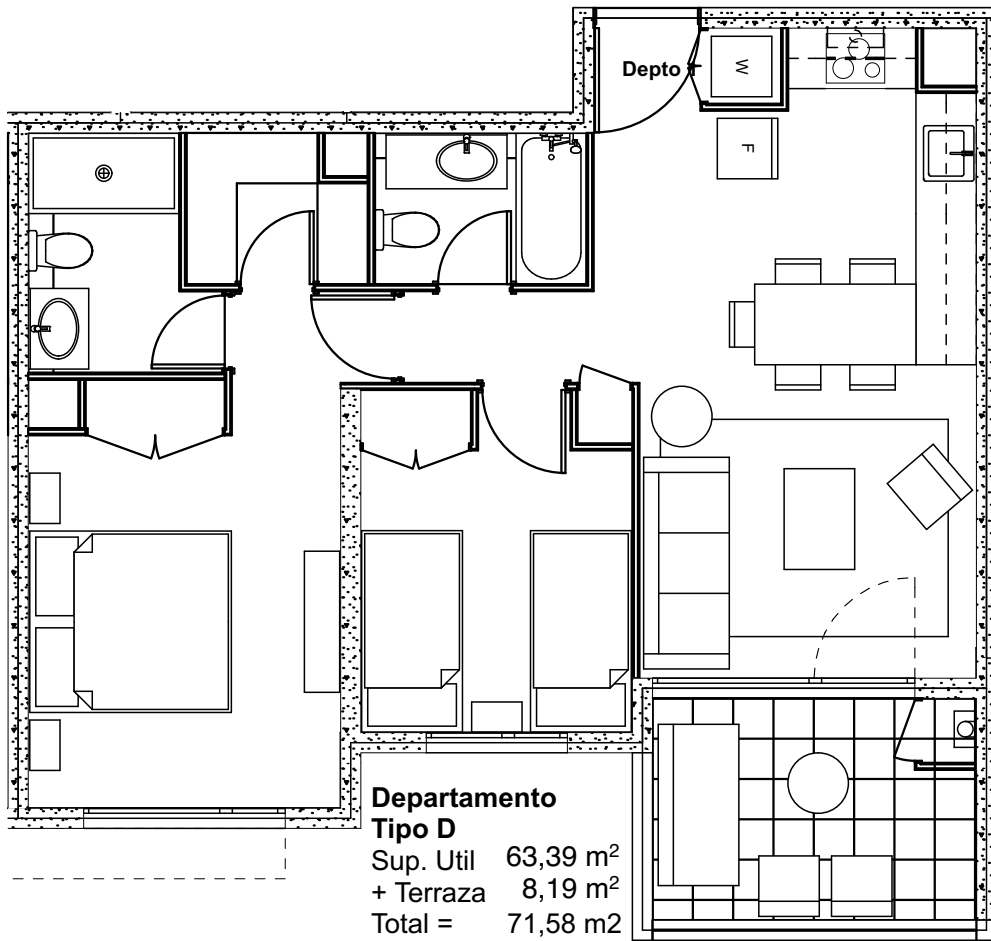 Depto
W
F
Departamento
Tipo D
Sup. Util 63,39 m²
+ Terraza 8,19 m²
Total = 71,58 m2